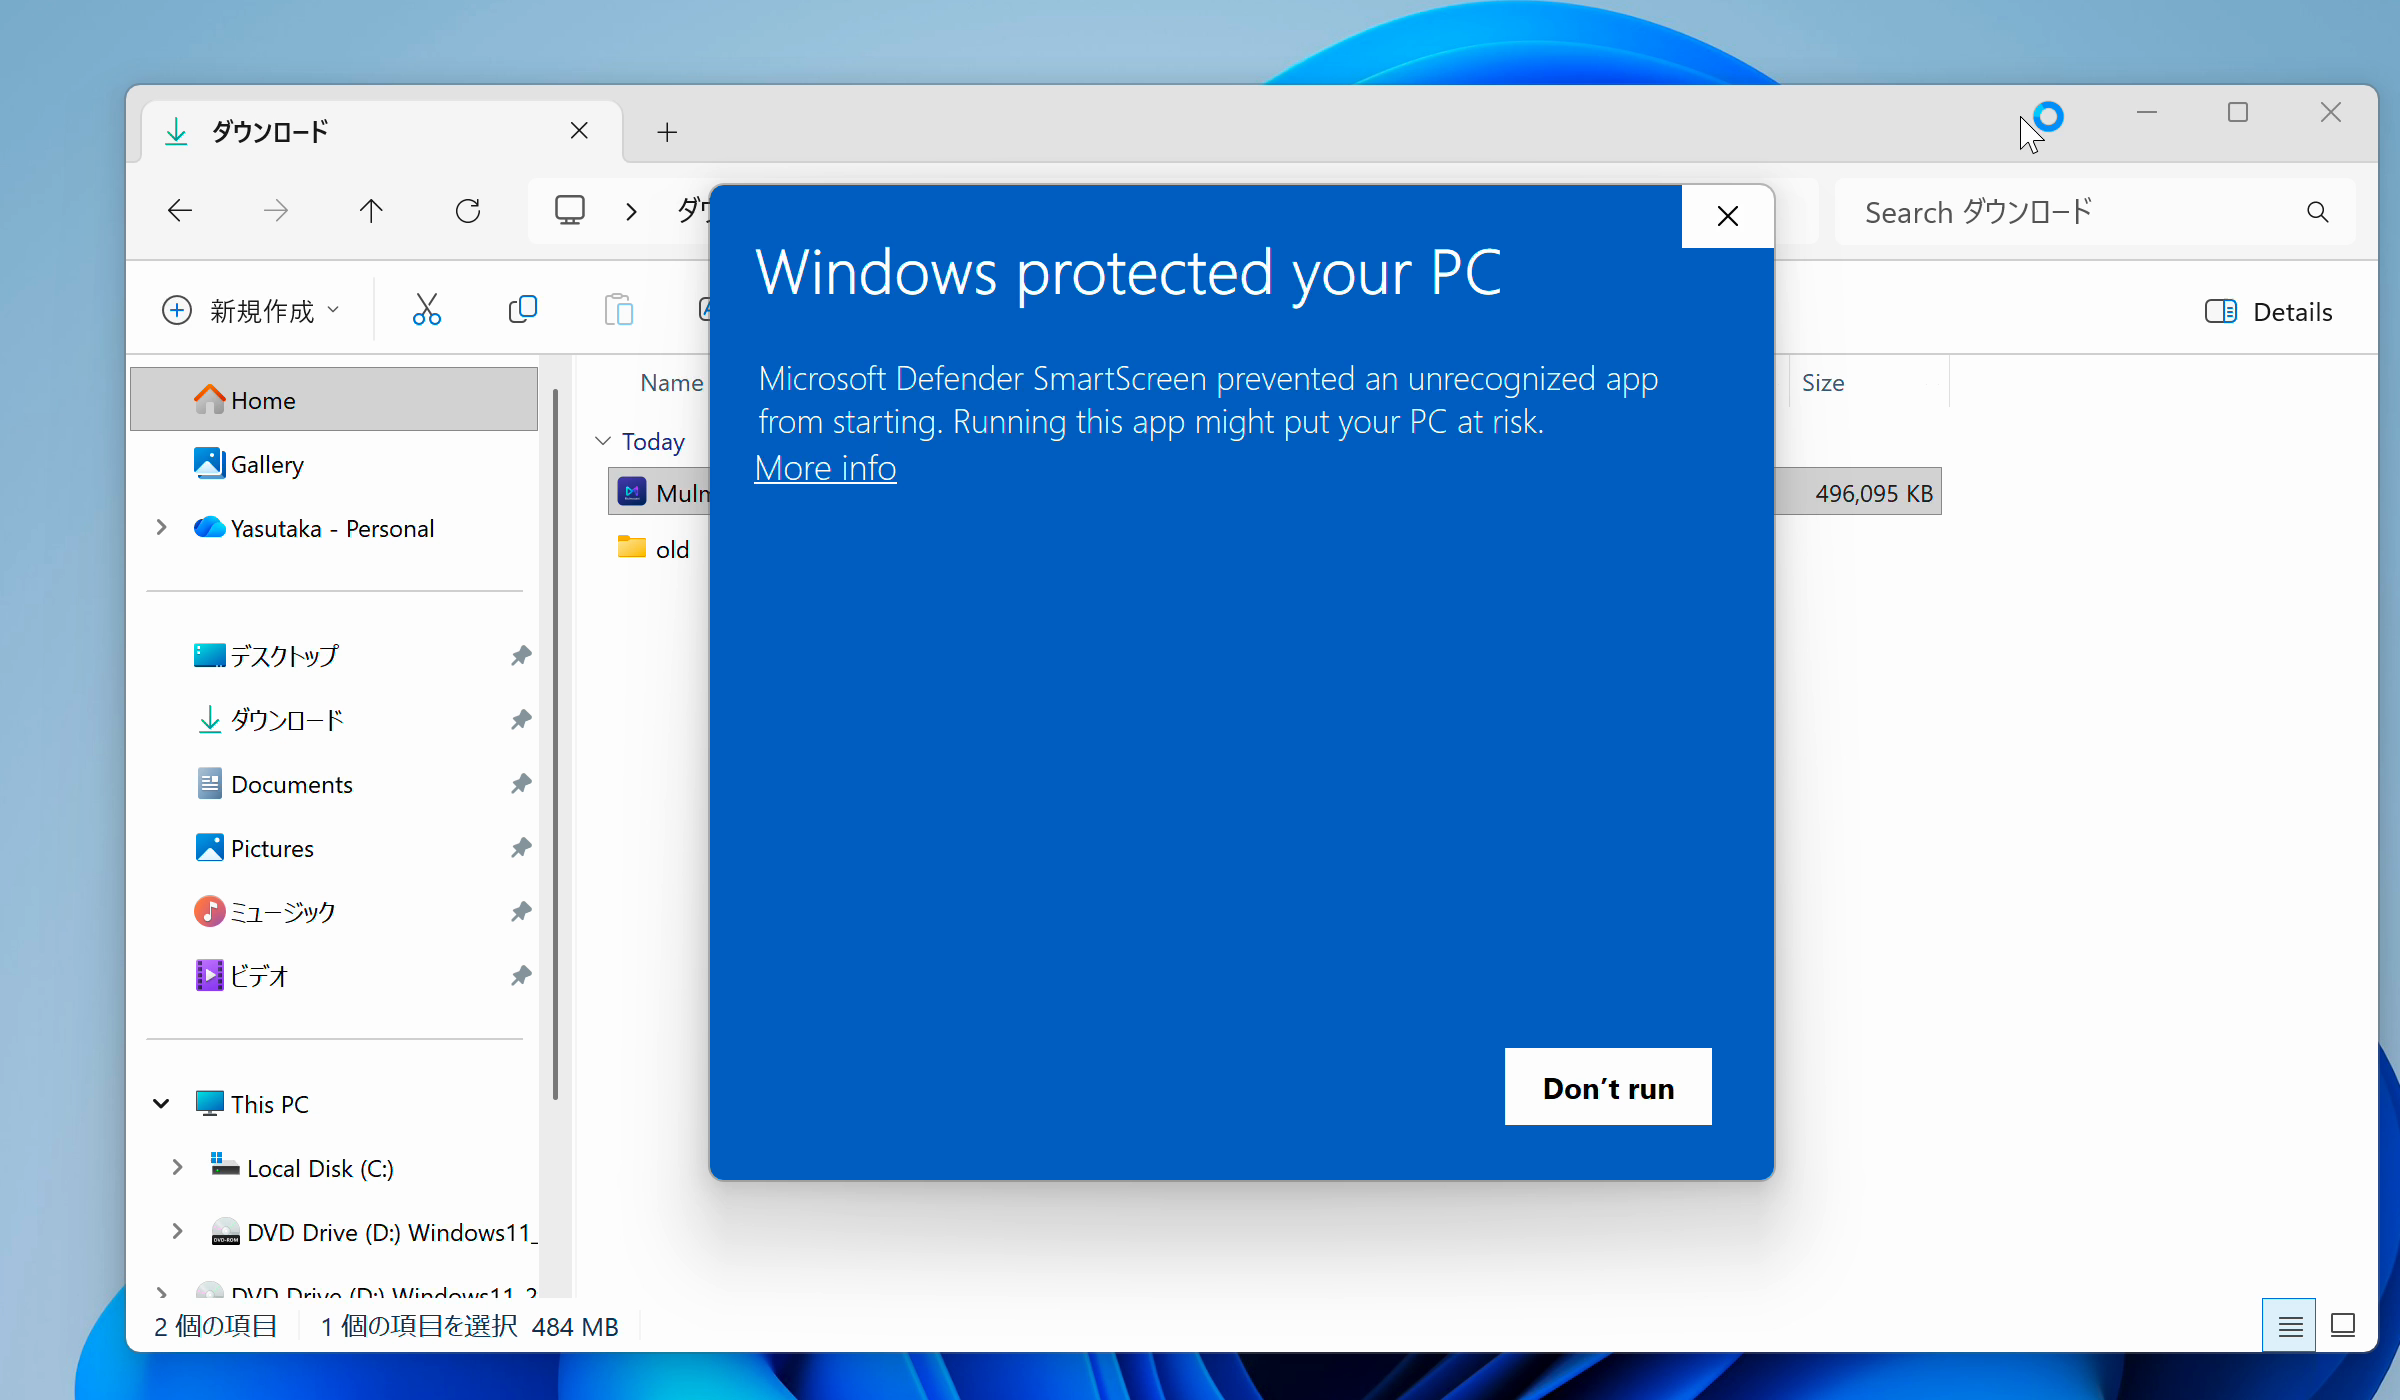 ダウンロード
Search ダウンロード
新規作成
Details
Windows protected your PC
Microsoft Defender SmartScreen prevented an unrecognized app
from starting. Running this app might put your PC at risk.
More info
Don't run
Name
Size
Today
496,095 KB
old
Home
Gallery
Yasutaka - Personal
デスクトップ
ダウンロード
Documents
Pictures
ミュージック
ビデオ
This PC
Local Disk (C:)
DVD Drive (D:) Windows11_
DVD Drive (D:) Windows11_2
2 個の項目
1 個の項目を選択 484 MB